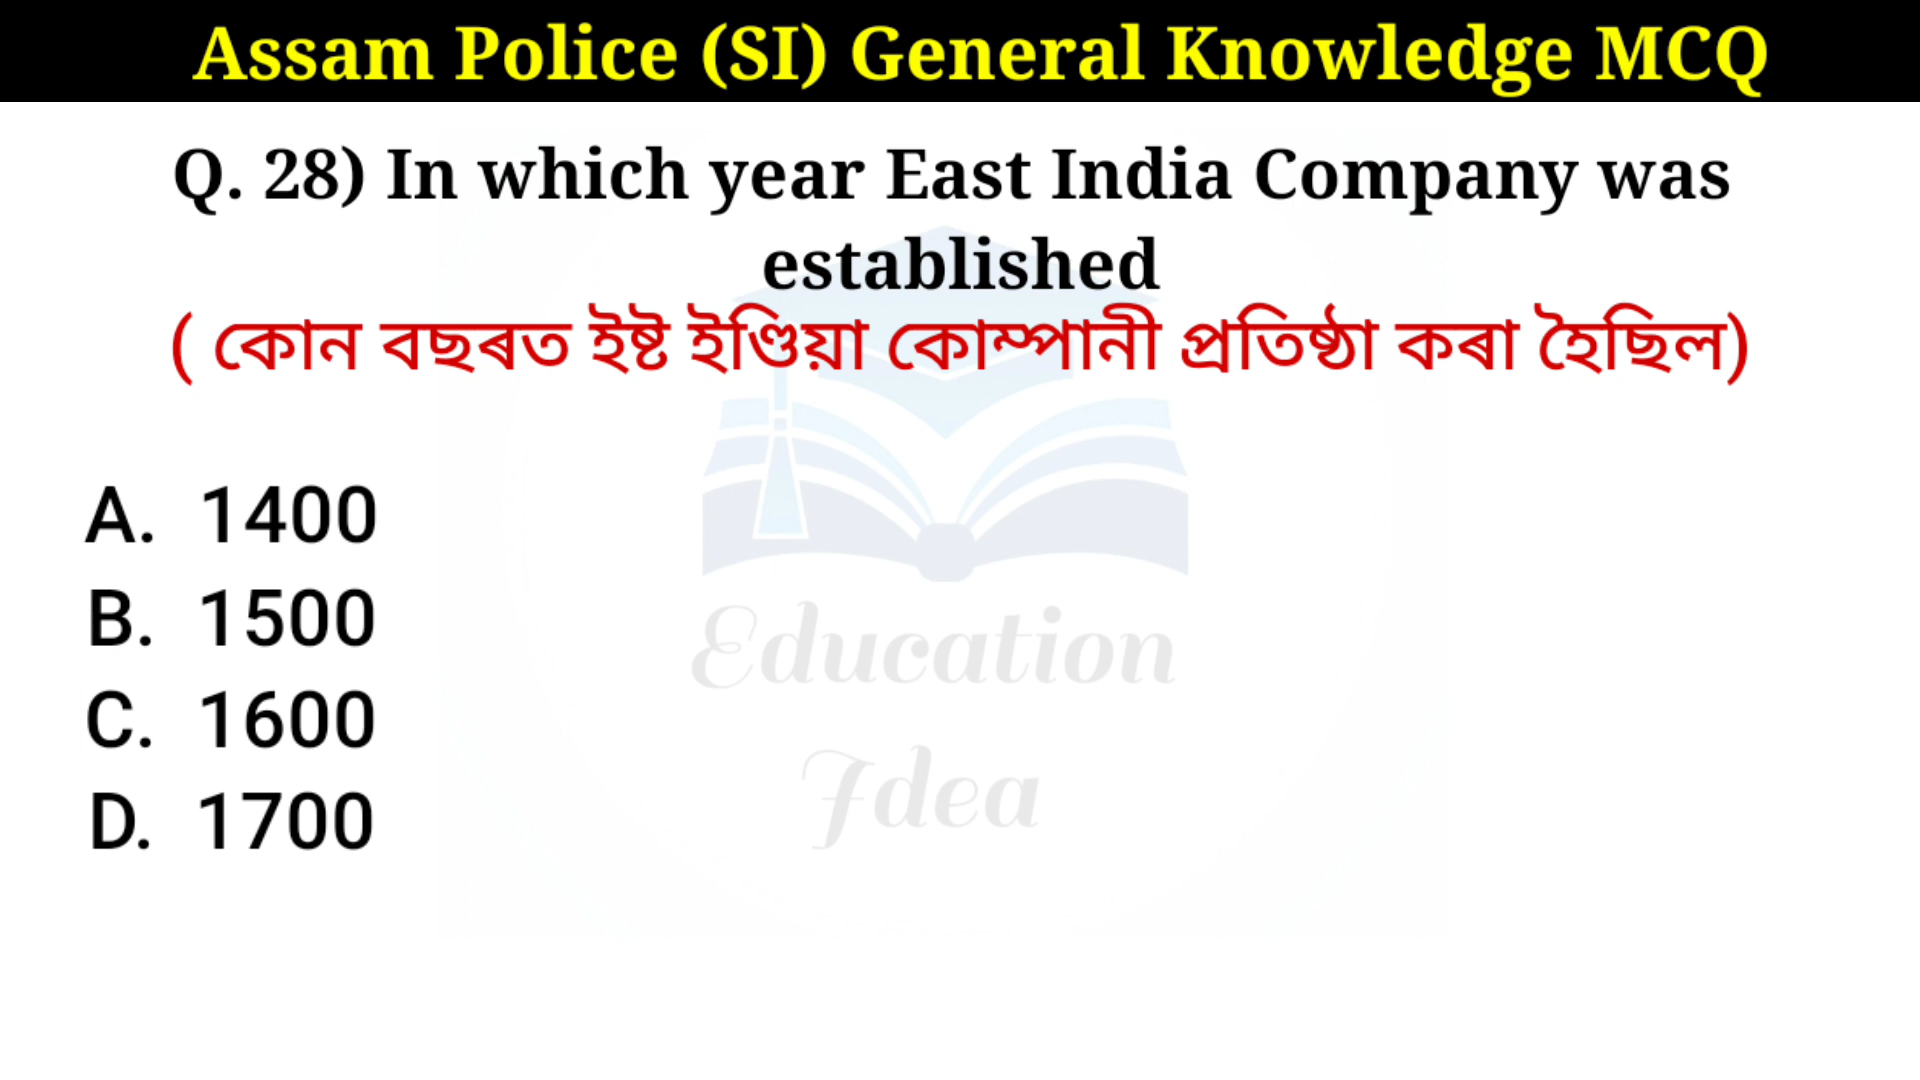 Assam Police (SI) General Knowledge MCQ
Q. 28) In which year East India Company was
established
( কোন বছৰত ইষ্ট ইণ্ডিয়া কোম্পানী প্ৰতিষ্ঠা কৰা হৈছিল)
A. 1400
B. 1500
C. 1600
D. 1700
Education
Idea